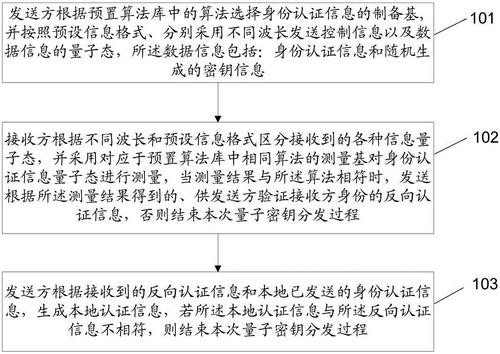 发送方根据预置算法库中的算法选择身份认证信息的制备基,
并按照预设信息格式、分别采用不同波长发送控制信息以及数
据信息的量子态，所述数据信息包括：身份认证信息和随机生
成的密钥信息
101
接收方根据不同波长和预设信息格式区分接收到的各种信息量
子态，并采用对应于预置算法库中相同算法的测量基对身份认
证信息量子态进行测量，当测量结果与所述算法相符时，发送
根据所述测量结果得到的、供发送方验证接收方身份的反向认
证信息，否则结束本次量子密钥分发过程
102
发送方根据接收到的反向认证信息和本地已发送的身份认证信
息，生成本地认证信息，若所述本地认证信息与所述反向认证
信息不相符，则结束本次量子密钥分发过程
103